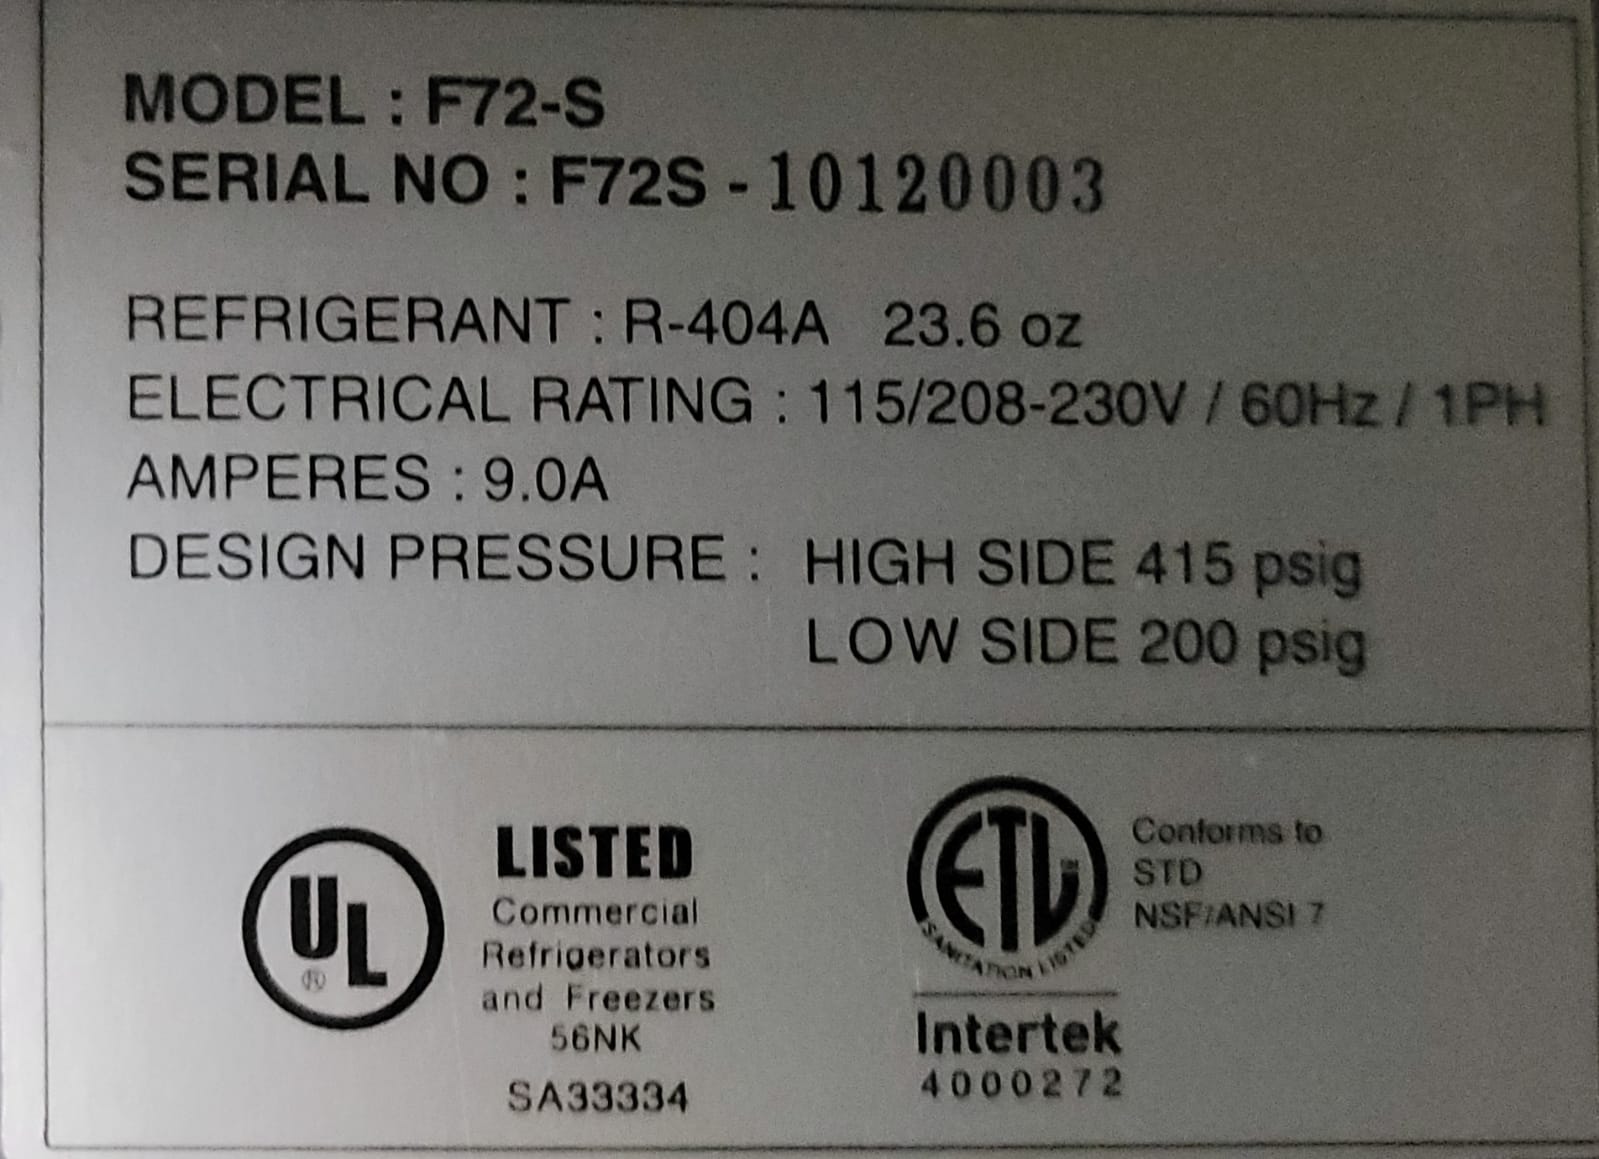 MODEL : F72-S
SERIAL NO : F72S - 10120003
REFRIGERANT : R-404A 23.6 oz
ELECTRICAL RATING : 115/208-230V / 60Hz / 1PH
AMPERES : 9.0A
DESIGN PRESSURE : HIGH SIDE 415 psig
LOW SIDE 200 psig
UL ®
LISTED
Commercial
Refrigerators
and Freezers
56NK
SA33334
ETL
SANITATION LISTED
Intertek
4000272
Conforms to
STD
NSF/ANSI 7